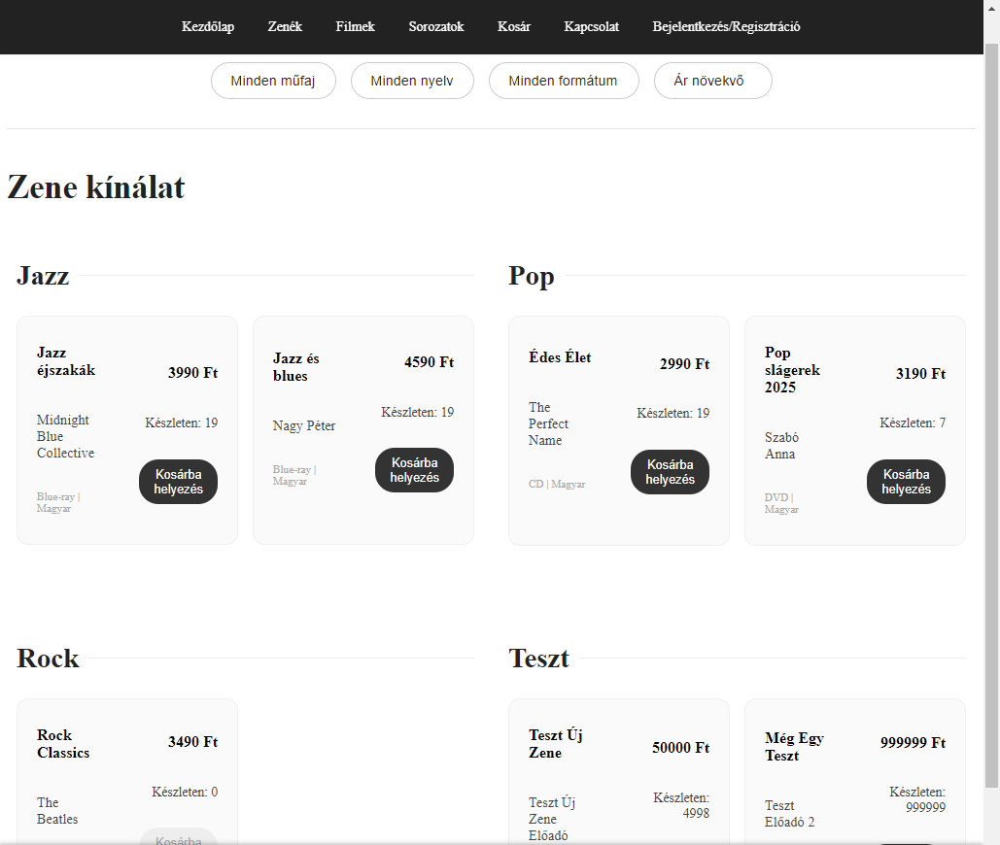 Kezdőlap Zenék Filmek Sorozatok Kosár Kapcsolat Bejelentkezés/Regisztráció
Minden műfaj Minden nyelv Minden formátum Ár növekvő
Zene kínálat
Jazz
Jazz
éjszakák
3990 Ft
Midnight
Blue
Collective
Készleten: 19
Blue-ray |
Magyar
Kosárba
helyezés
Jazz és
blues
4590 Ft
Nagy Péter
Készleten: 19
Blue-ray |
Magyar
Kosárba
helyezés
Pop
Édes Élet
2990 Ft
The
Perfect
Name
Készleten: 19
CD | Magyar
Kosárba
helyezés
Pop
slágerek
2025
3190 Ft
Szabó
Anna
Készleten: 7
DVD |
Magyar
Kosárba
helyezés
Rock
Rock
Classics
3490 Ft
The
Beatles
Készleten: 0
Kosárba
Teszt
Teszt Új
Zene
50000 Ft
Teszt Új
Zene
Előadó
Készleten:
4998
Még Egy
Teszt
999999 Ft
Teszt
Előadó 2
Készleten:
999999